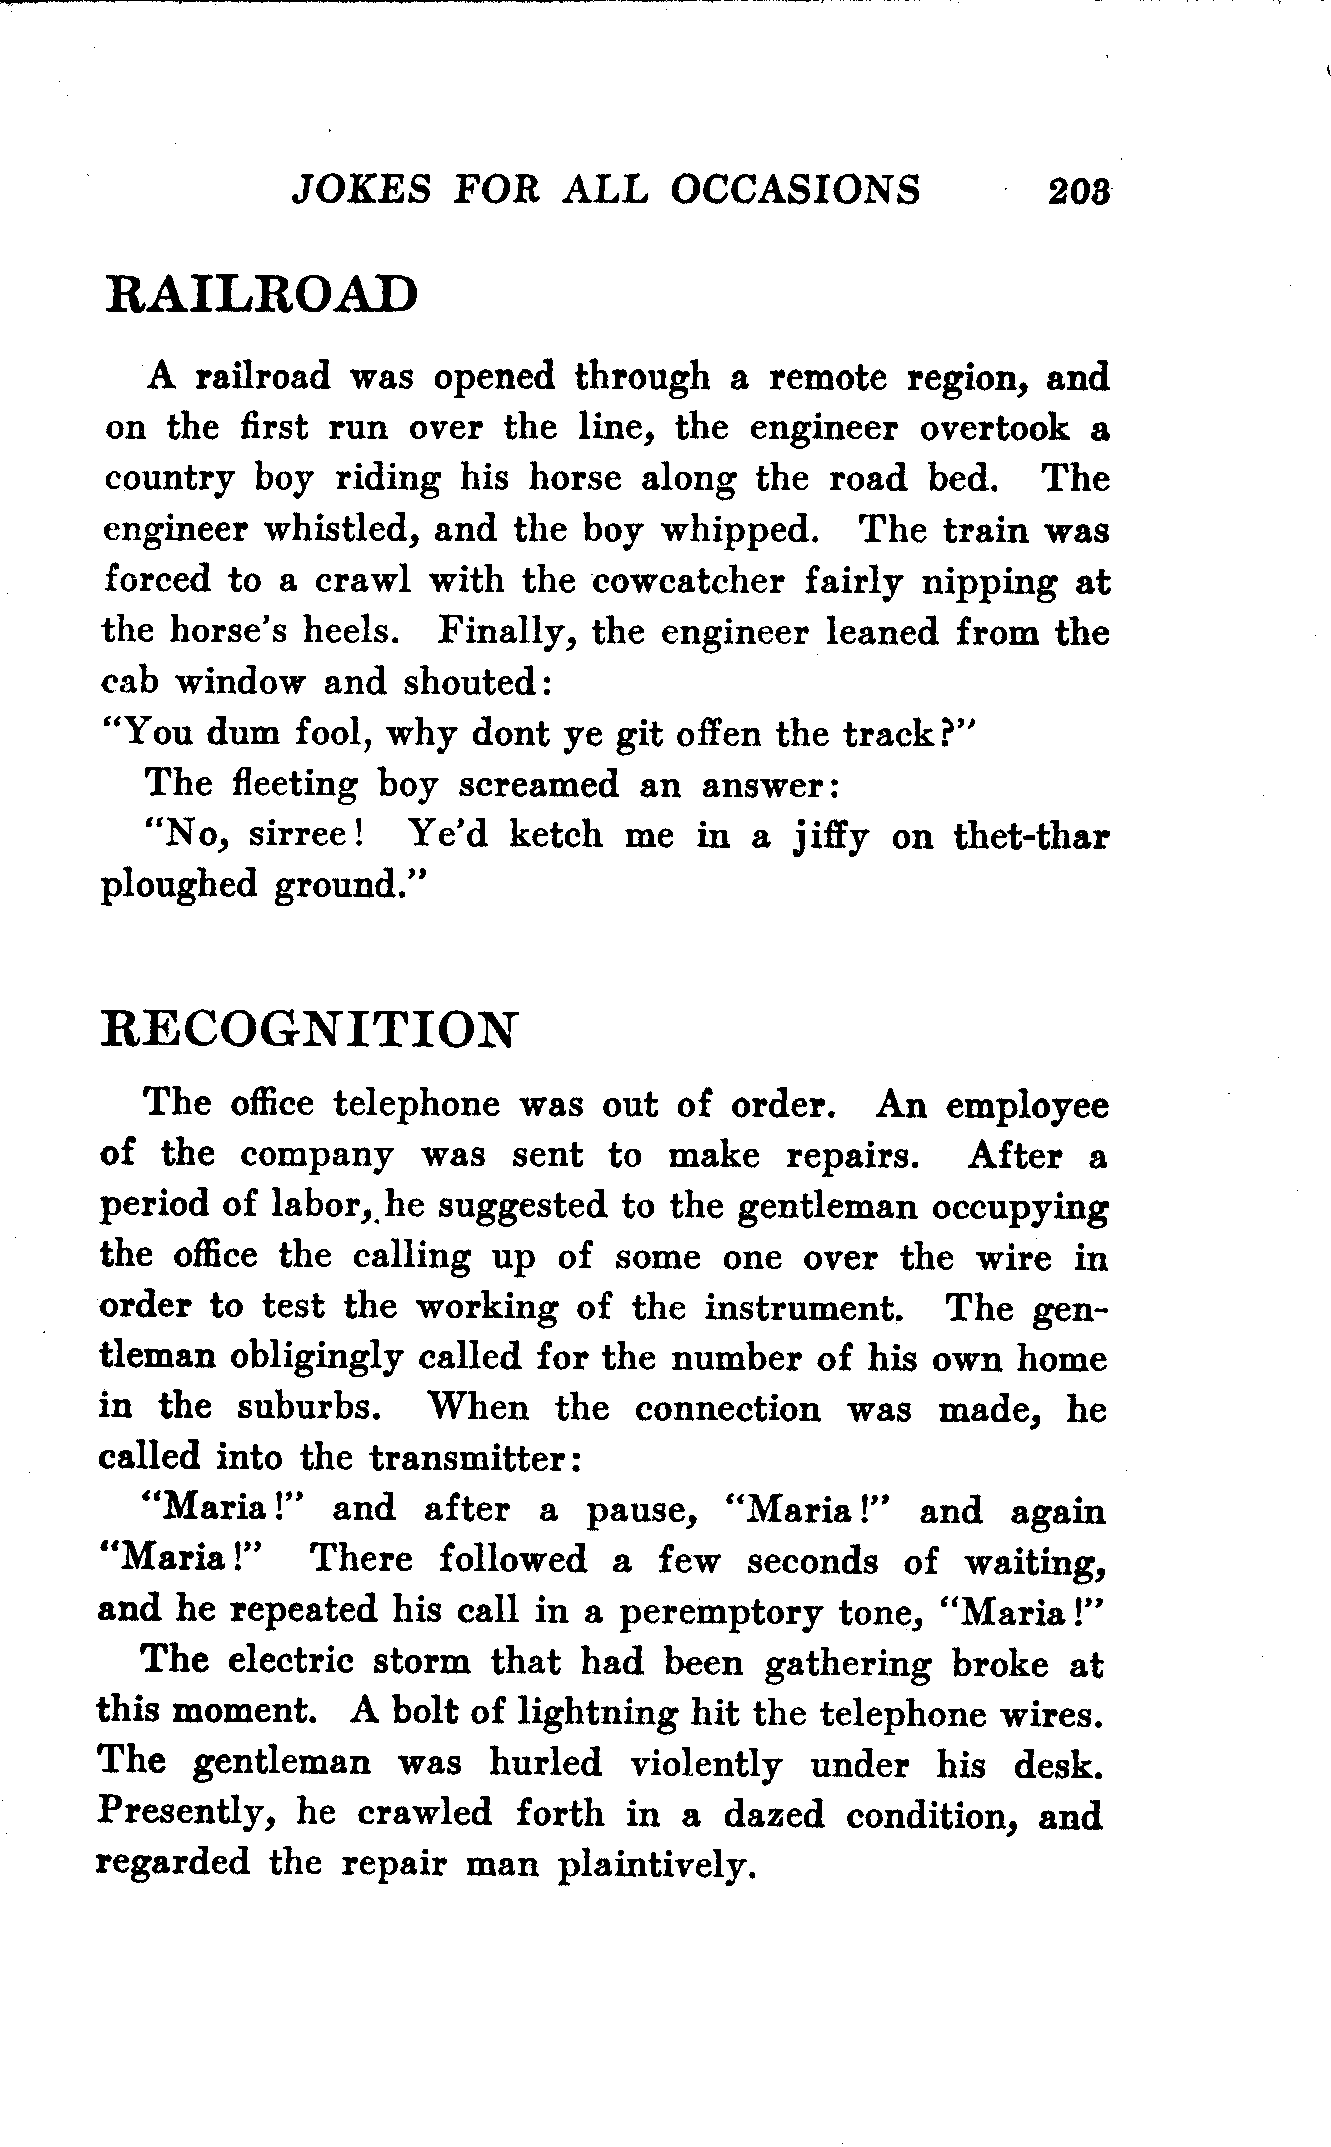 JOKES FOR ALL OCCASIONS 203
RAILROAD
A railroad was opened through a remote region, and
on the first run over the line, the engineer overtook a
country boy riding his horse along the road bed. The
engineer whistled, and the boy whipped. The train was
forced to a crawl with the cowcatcher fairly nipping at
the horse's heels. Finally, the engineer leaned from the
cab window and shouted:
"You dum fool, why dont ye git offen the track?"
The fleeting boy screamed an answer:
"No, sirree! Ye'd ketch me in a jiffy on thet-thar
ploughed ground."
RECOGNITION
The office telephone was out of order. An employee
of the company was sent to make repairs. After a
period of labor, he suggested to the gentleman occupying
the office the calling up of some one over the wire in
order to test the working of the instrument. The gen-
tleman obligingly called for the number of his own home
in the suburbs. When the connection was made, he
called into the transmitter:
"Maria!" and after a pause, "Maria!" and again
"Maria!" There followed a few seconds of waiting,
and he repeated his call in a peremptory tone, "Maria!"
The electric storm that had been gathering broke at
this moment. A bolt of lightning hit the telephone wires.
The gentleman was hurled violently under his desk.
Presently, he crawled forth in a dazed condition, and
regarded the repair man plaintively.